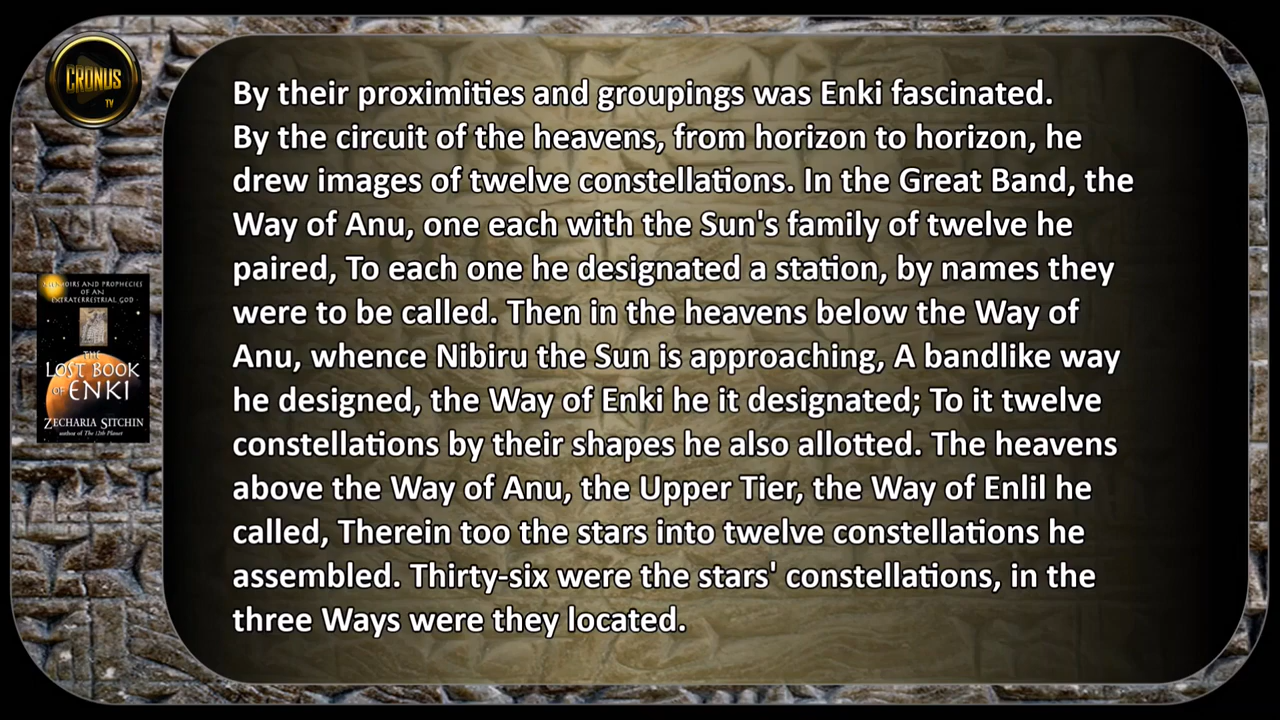 CRONUS
TV
By their proximities and groupings was Enki fascinated.
By the circuit of the heavens, from horizon to horizon, he
drew images of twelve constellations. In the Great Band, the
Way of Anu, one each with the Sun's family of twelve he
paired, To each one he designated a station, by names they
were to be called. Then in the heavens below the Way of
Anu, whence Nibiru the Sun is approaching, A bandlike way
he designed, the Way of Enki he it designated; To it twelve
constellations by their shapes he also allotted. The heavens
above the Way of Anu, the Upper Tier, the Way of Enlil he
called, Therein too the stars into twelve constellations he
assembled. Thirty-six were the stars' constellations, in the
three Ways were they located.
MEMOIRS AND PROPHECIES
OF AN
EXTRATERRESTRIAL GOD
THE
LOST BOOK
OF ENKI
ZECHARIA SITCHIN
author of The 12th Planet